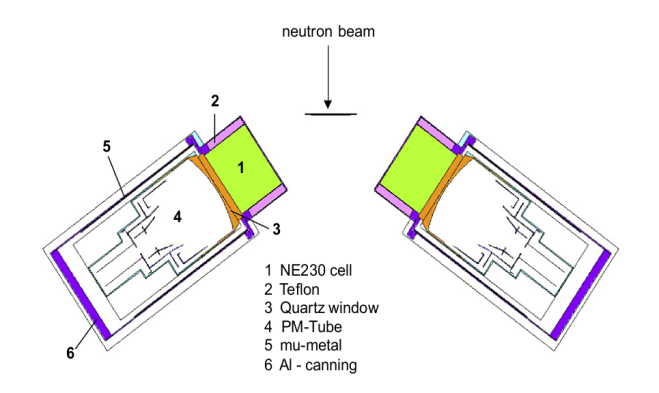 neutron beam
2
5
1
4
3
6
1 NE230 cell
2 Teflon
3 Quartz window
4 PM-Tube
5 mu-metal
6 Al - canning